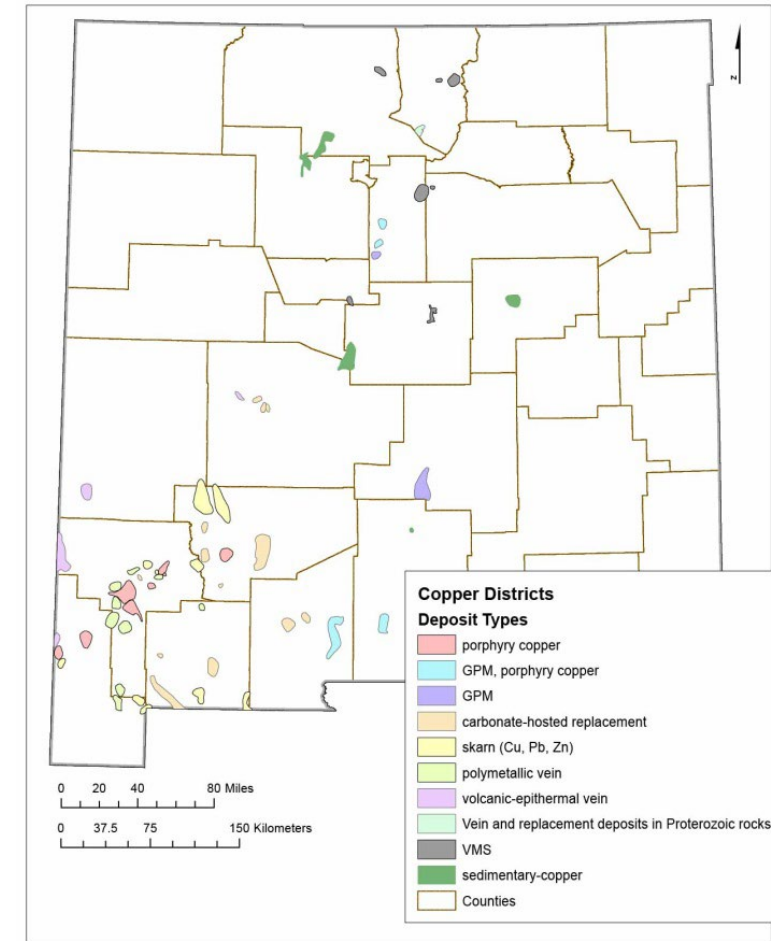 z
Copper Districts
Deposit Types
porphyry copper
GPM, porphyry copper
GPM
carbonate-hosted replacement
skarn (Cu, Pb, Zn)
polymetallic vein
volcanic-epithermal vein
Vein and replacement deposits in Proterozoic rocks
VMS
sedimentary-copper
Counties
0 20 40 80 Miles
0 37.5 75 150 Kilometers